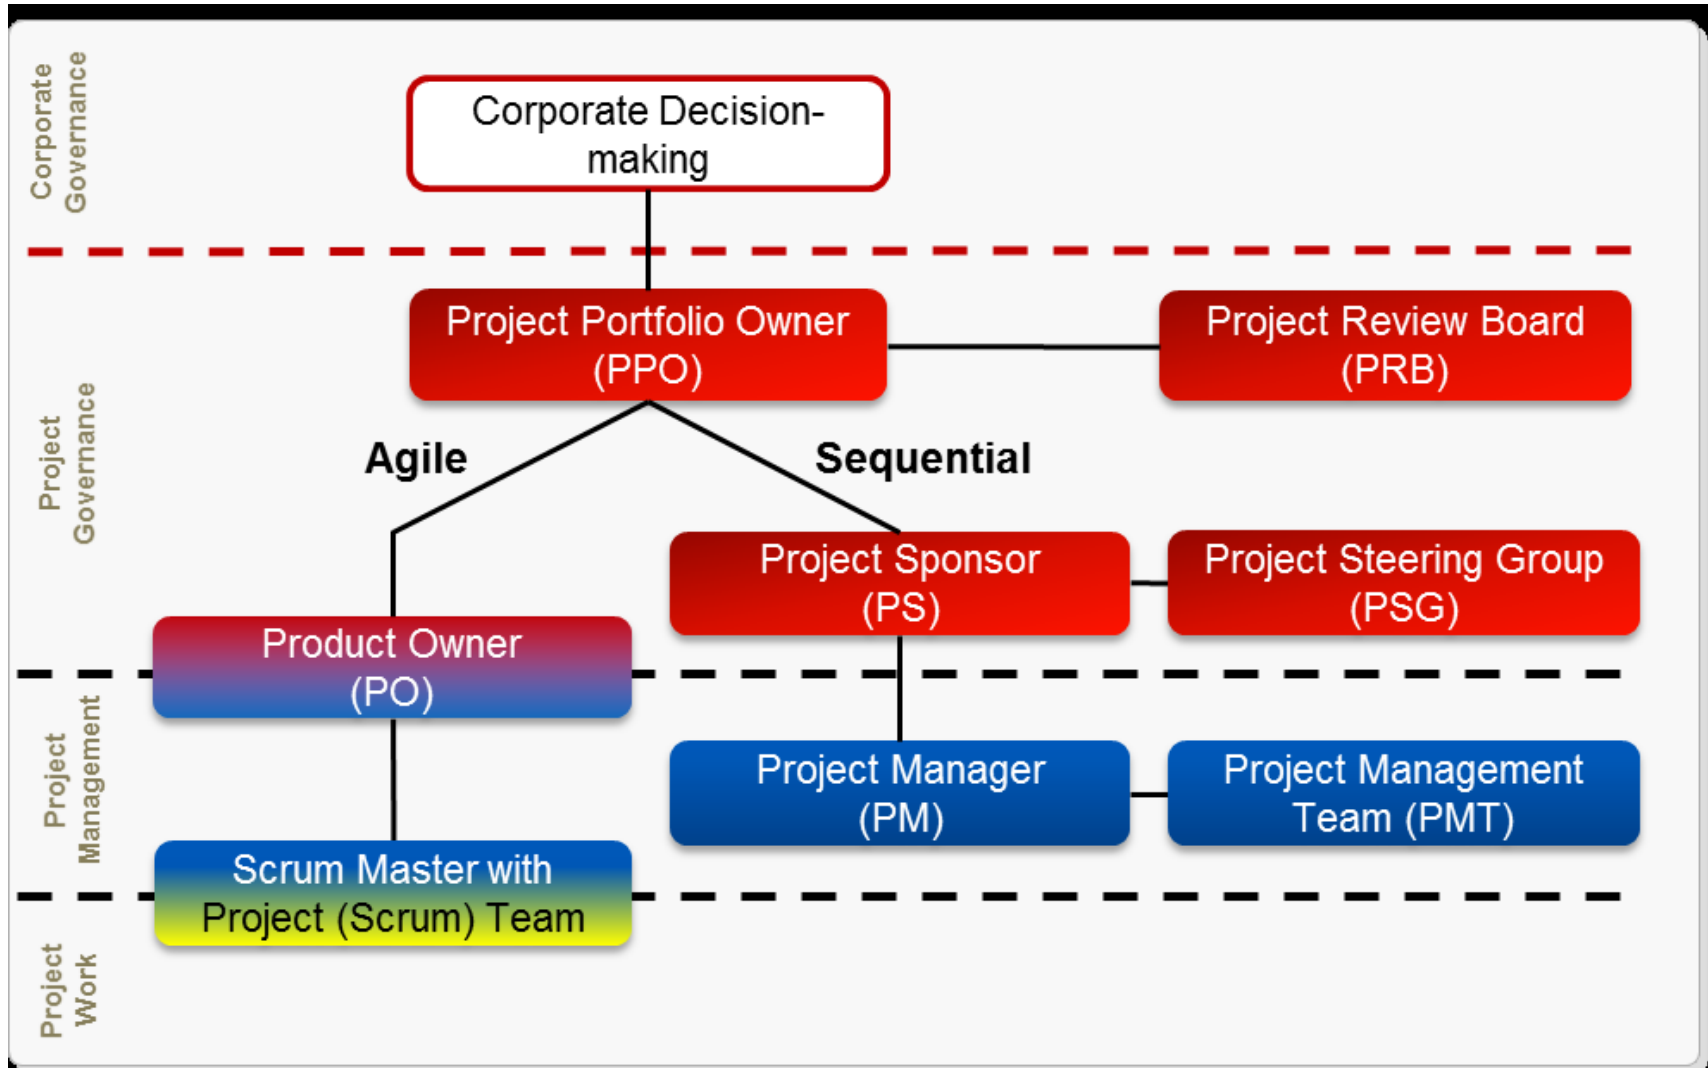 Corporate
Governance
Corporate Decision-
making
Project
Governance
Project Portfolio Owner
(PPO)
Project Review Board
(PRB)
Agile
Sequential
Project Sponsor
(PS)
Project Steering Group
(PSG)
Product Owner
(PO)
Project
Management
Project Manager
(PM)
Project Management
Team (PMT)
Scrum Master with
Project (Scrum) Team
Project
Work